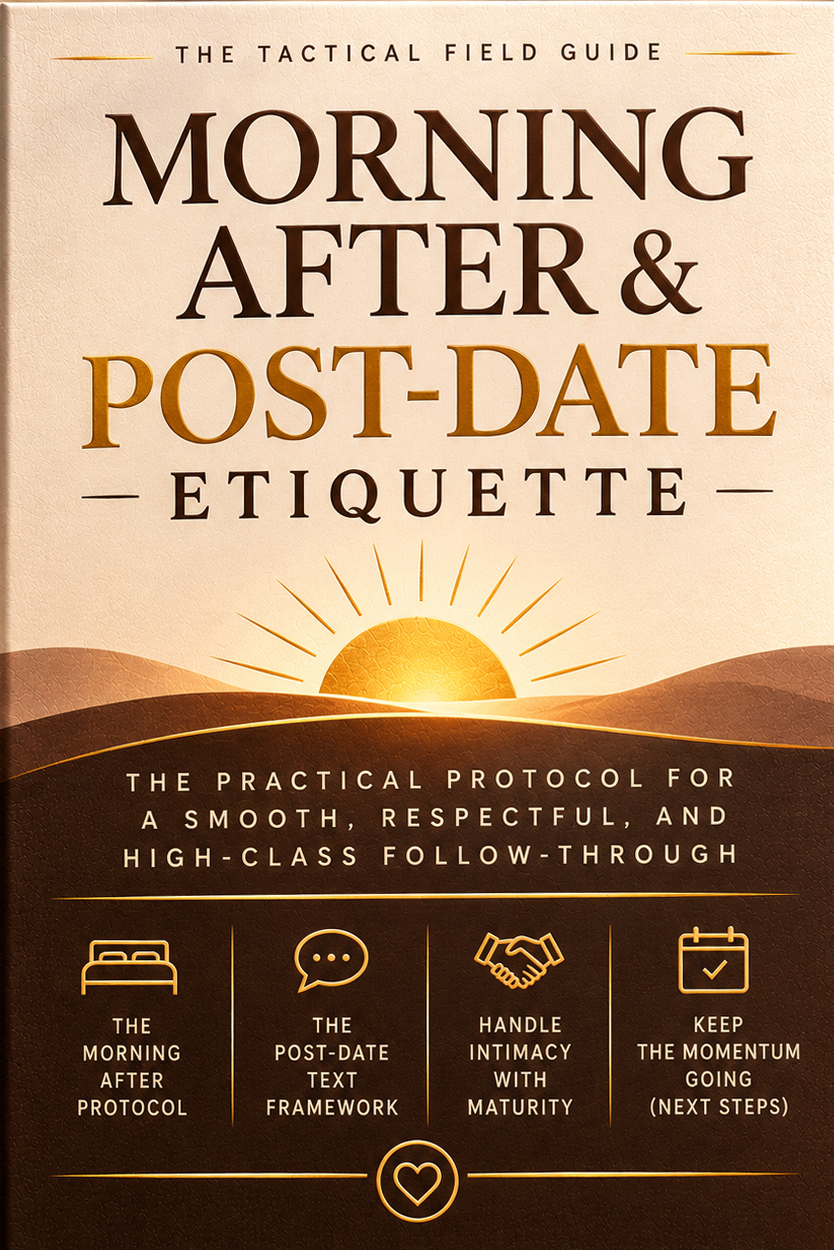 THE TACTICAL FIELD GUIDE
MORNING
AFTER &
POST-DATE
ETIQUETTE
THE PRACTICAL PROTOCOL FOR
A SMOOTH, RESPECTFUL, AND
HIGH-CLASS FOLLOW-THROUGH
THE
MORNING
AFTER
PROTOCOL
THE
POST-DATE
TEXT
FRAMEWORK
HANDLE
INTIMACY
WITH
MATURITY
KEEP
THE MOMENTUM
GOING
(NEXT STEPS)